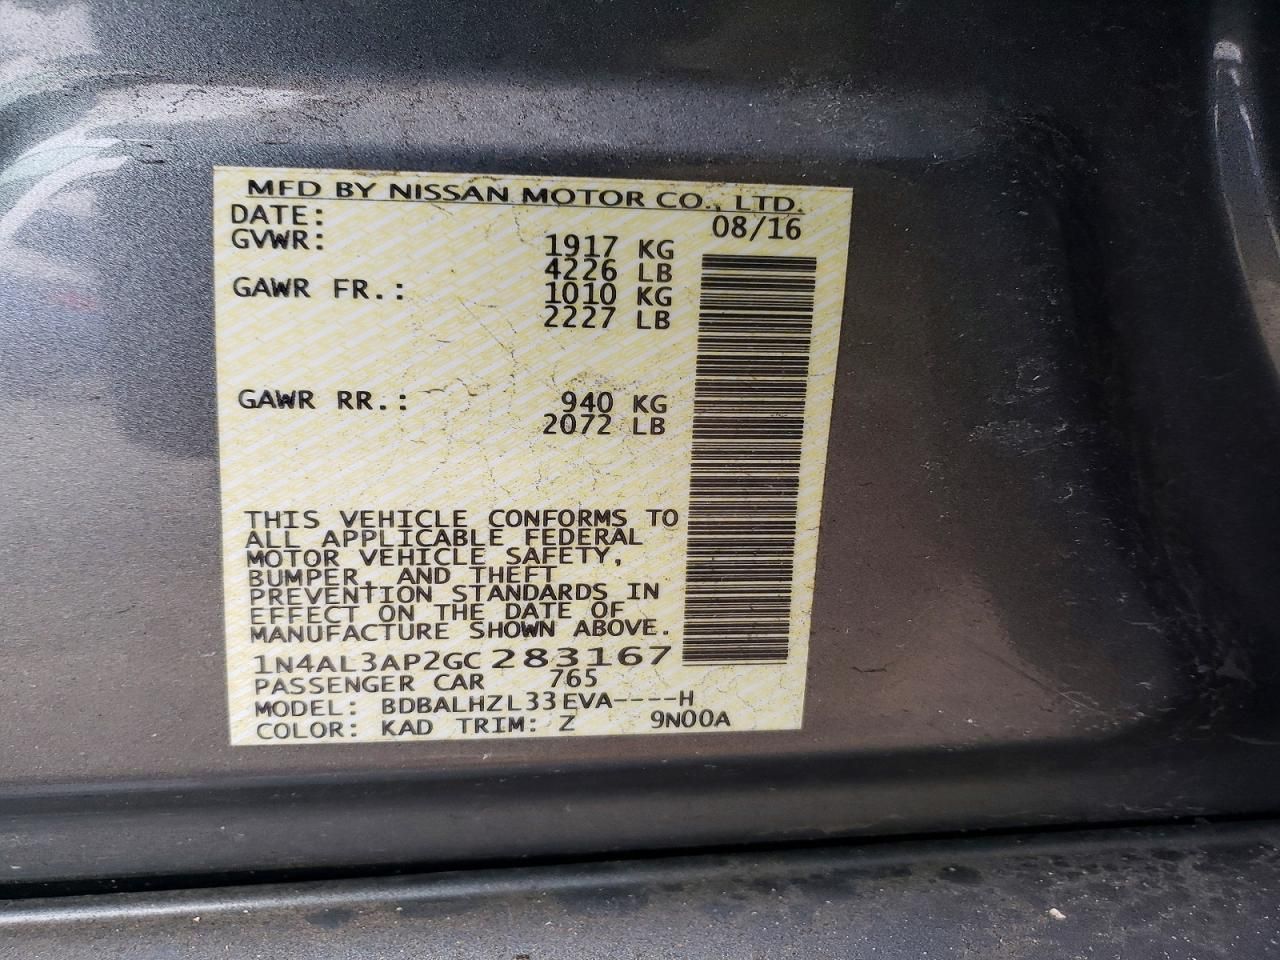 MFD BY NISSAN MOTOR CO., LTD.
DATE: 08/16
GVWR: 1917 KG
4226 LB
GAWR FR.: 1010 KG
2227 LB
GAWR RR.: 940 KG
2072 LB
THIS VEHICLE CONFORMS TO
ALL APPLICABLE FEDERAL
MOTOR VEHICLE SAFETY,
BUMPER, AND THEFT
PREVENTION STANDARDS IN
EFFECT ON THE DATE OF
MANUFACTURE SHOWN ABOVE.
1N4AL3AP2GC283167
PASSENGER CAR 765
MODEL: BDBALHZL33EVA----H
COLOR: KAD TRIM: Z 9N00A